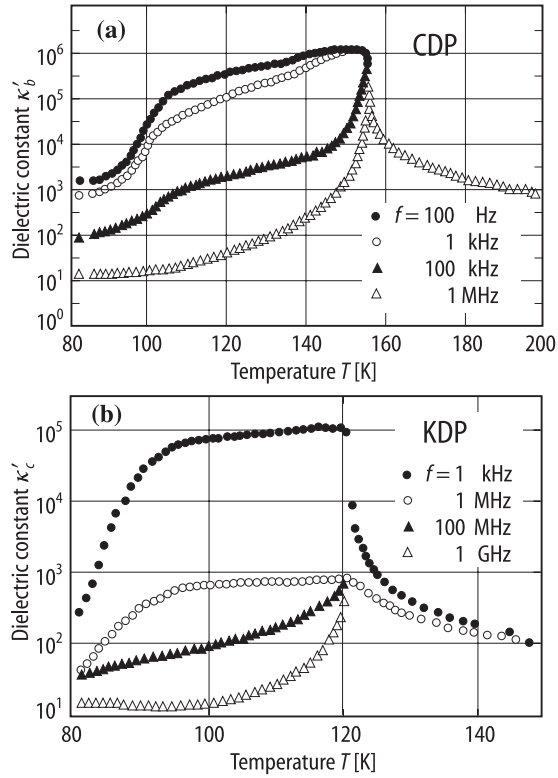 (a)
CDP
Dielectric constant κ′b
10⁶
10⁵
10⁴
10³
10²
10¹
10⁰
● f = 100 Hz
○ 1 kHz
▲ 100 kHz
△ 1 MHz
80 100 120 140 160 180 200
Temperature T [K]
(b)
KDP
Dielectric constant κ′c
10⁵
10⁴
10³
10²
10¹
● f = 1 kHz
○ 1 MHz
▲ 100 MHz
△ 1 GHz
80 100 120 140
Temperature T [K]